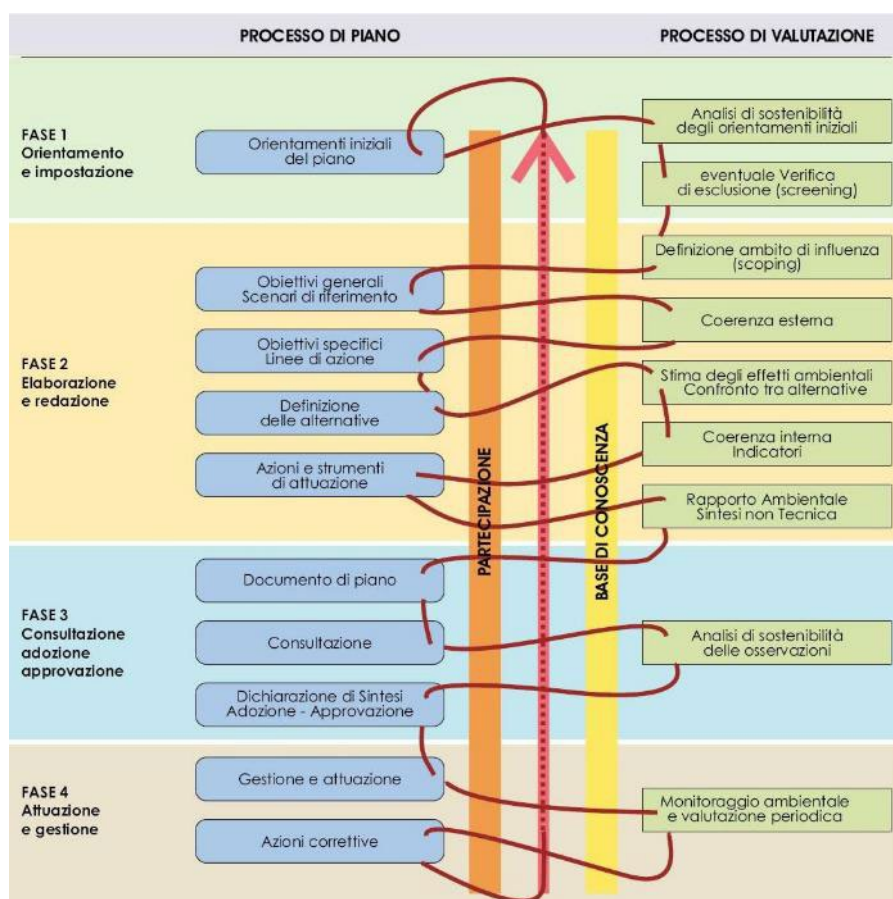 PROCESSO DI PIANO
PROCESSO DI VALUTAZIONE
FASE 1
Orientamento
e impostazione
Orientamenti iniziali
del piano
Analisi di sostenibilità
degli orientamenti iniziali
eventuale Verifica
di esclusione (screening)
FASE 2
Elaborazione
e redazione
Obiettivi generali
Scenari di riferimento
Obiettivi specifici
Linee di azione
Definizione
delle alternative
Azioni e strumenti
di attuazione
Definizione ambito di influenza
(scoping)
Coerenza esterna
Stima degli effetti ambientali
Confronto tra alternative
Coerenza interna
Indicatori
Rapporto Ambientale
Sintesi non Tecnica
PARTECIPAZIONE
BASE DI CONOSCENZA
FASE 3
Consultazione
adozione
approvazione
Documento di piano
Consultazione
Dichiarazione di Sintesi
Adozione - Approvazione
Analisi di sostenibilità
delle osservazioni
FASE 4
Attuazione
e gestione
Gestione e attuazione
Azioni correttive
Monitoraggio ambientale
e valutazione periodica